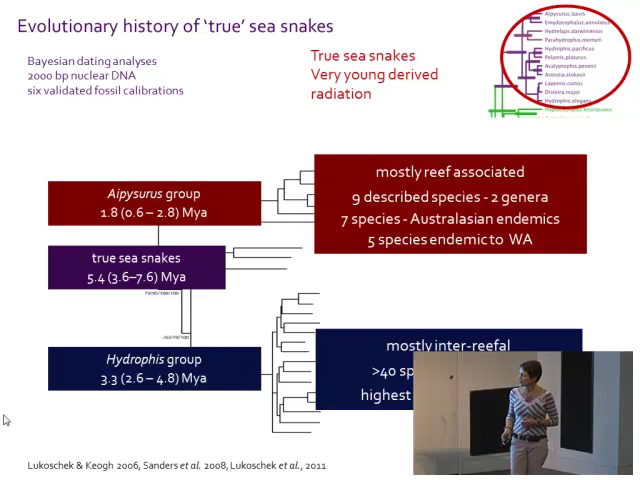 Evolutionary history of ‘true’ sea snakes
Bayesian dating analyses
2000 bp nuclear DNA
six validated fossil calibrations
True sea snakes
Very young derived
radiation
Aipysurus.laevis
Emydocephalus.annulatus
Hydrelaps.darwiniensis
Parahydrophis.mertoni
Hydrophis.pacificus
Pelamis.platurus
Acalyptophis.peronii
Astrotia.stokesii
Lapemis.curtus
Disteira.major
Hydrophis.elegans
Aipysurus group
1.8 (0.6 – 2.8) Mya
mostly reef associated
9 described species - 2 genera
7 species - Australasian endemics
5 species endemic to WA
true sea snakes
5.4 (3.6–7.6) Mya
Hydrophis group
3.3 (2.6 – 4.8) Mya
mostly inter-reefal
>40 sp
highest
Lukoschek & Keogh 2006, Sanders et al. 2008, Lukoschek et al., 2011